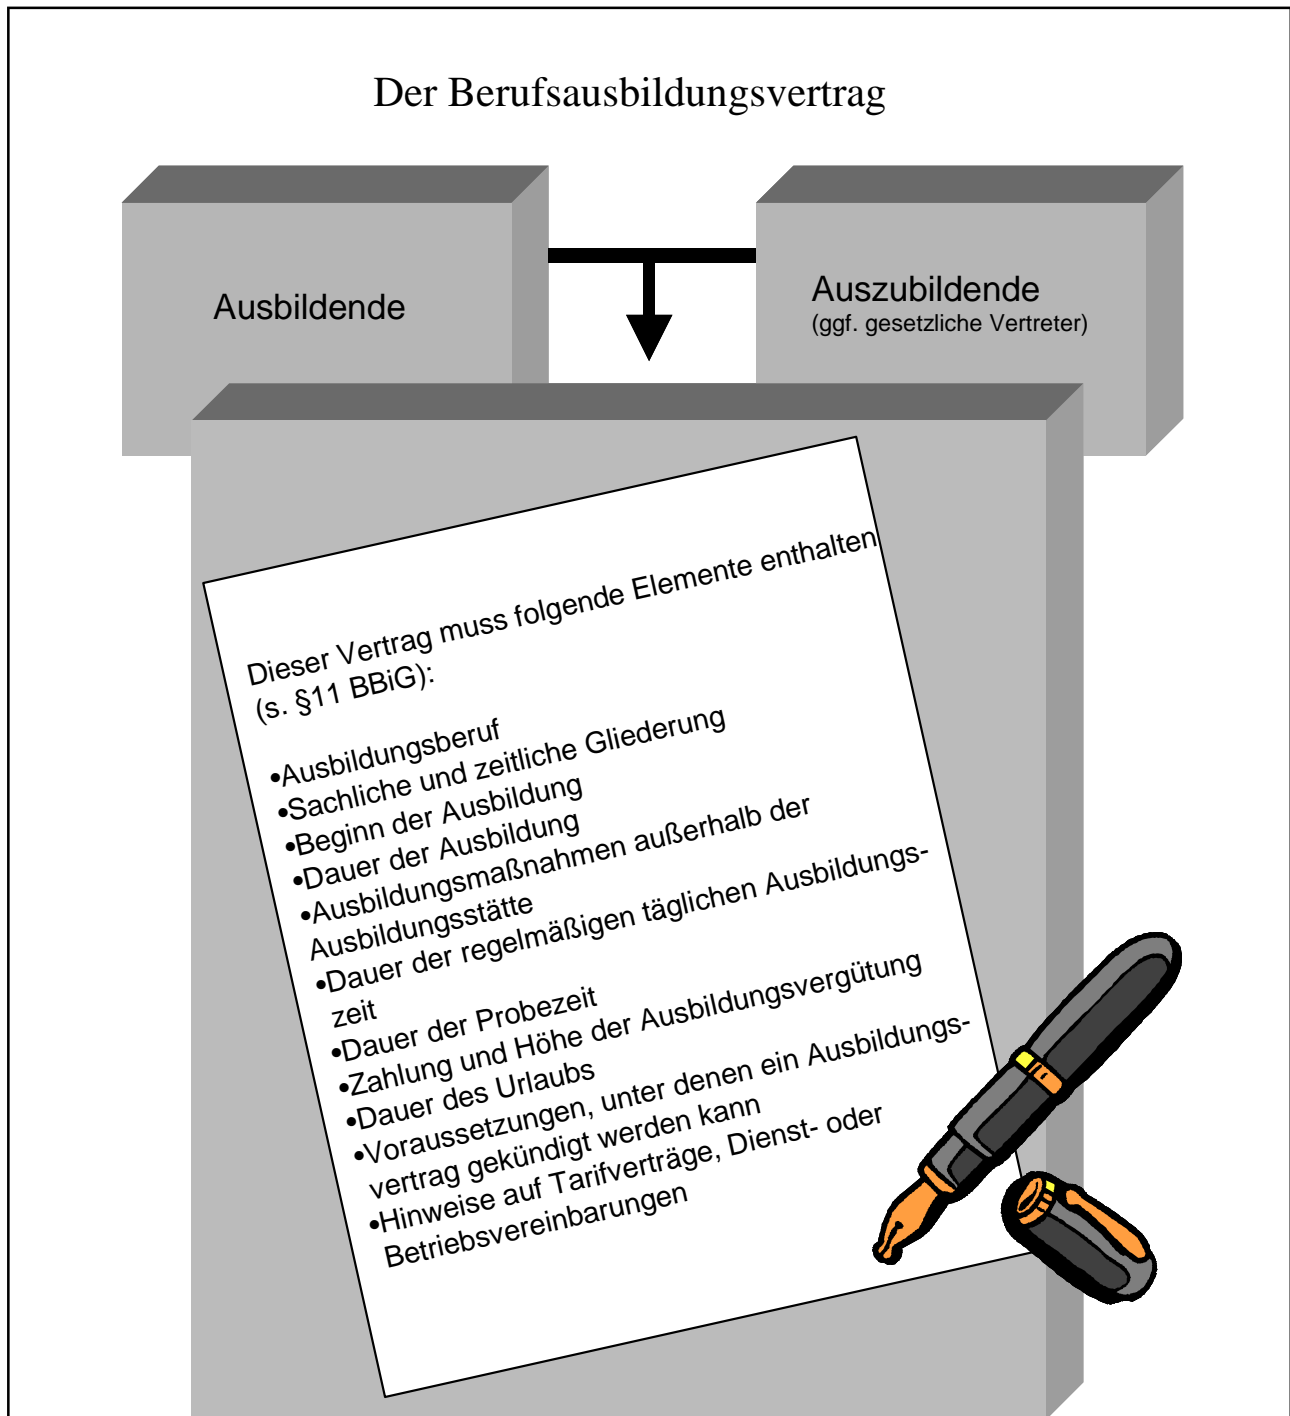 Der Berufsausbildungsvertrag
Ausbildende
Auszubildende
(ggf. gesetzliche Vertreter)
Dieser Vertrag muss folgende Elemente enthalten
(s. §11 BBiG):
•Ausbildungsberuf
•Sachliche und zeitliche Gliederung
•Beginn der Ausbildung
•Dauer der Ausbildung
•Ausbildungsmaßnahmen außerhalb der
Ausbildungsstätte
•Dauer der regelmäßigen täglichen Ausbildungs-
zeit
•Dauer der Probezeit
•Zahlung und Höhe der Ausbildungsvergütung
•Dauer des Urlaubs
•Voraussetzungen, unter denen ein Ausbildungs-
vertrag gekündigt werden kann
•Hinweise auf Tarifverträge, Dienst- oder
Betriebsvereinbarungen